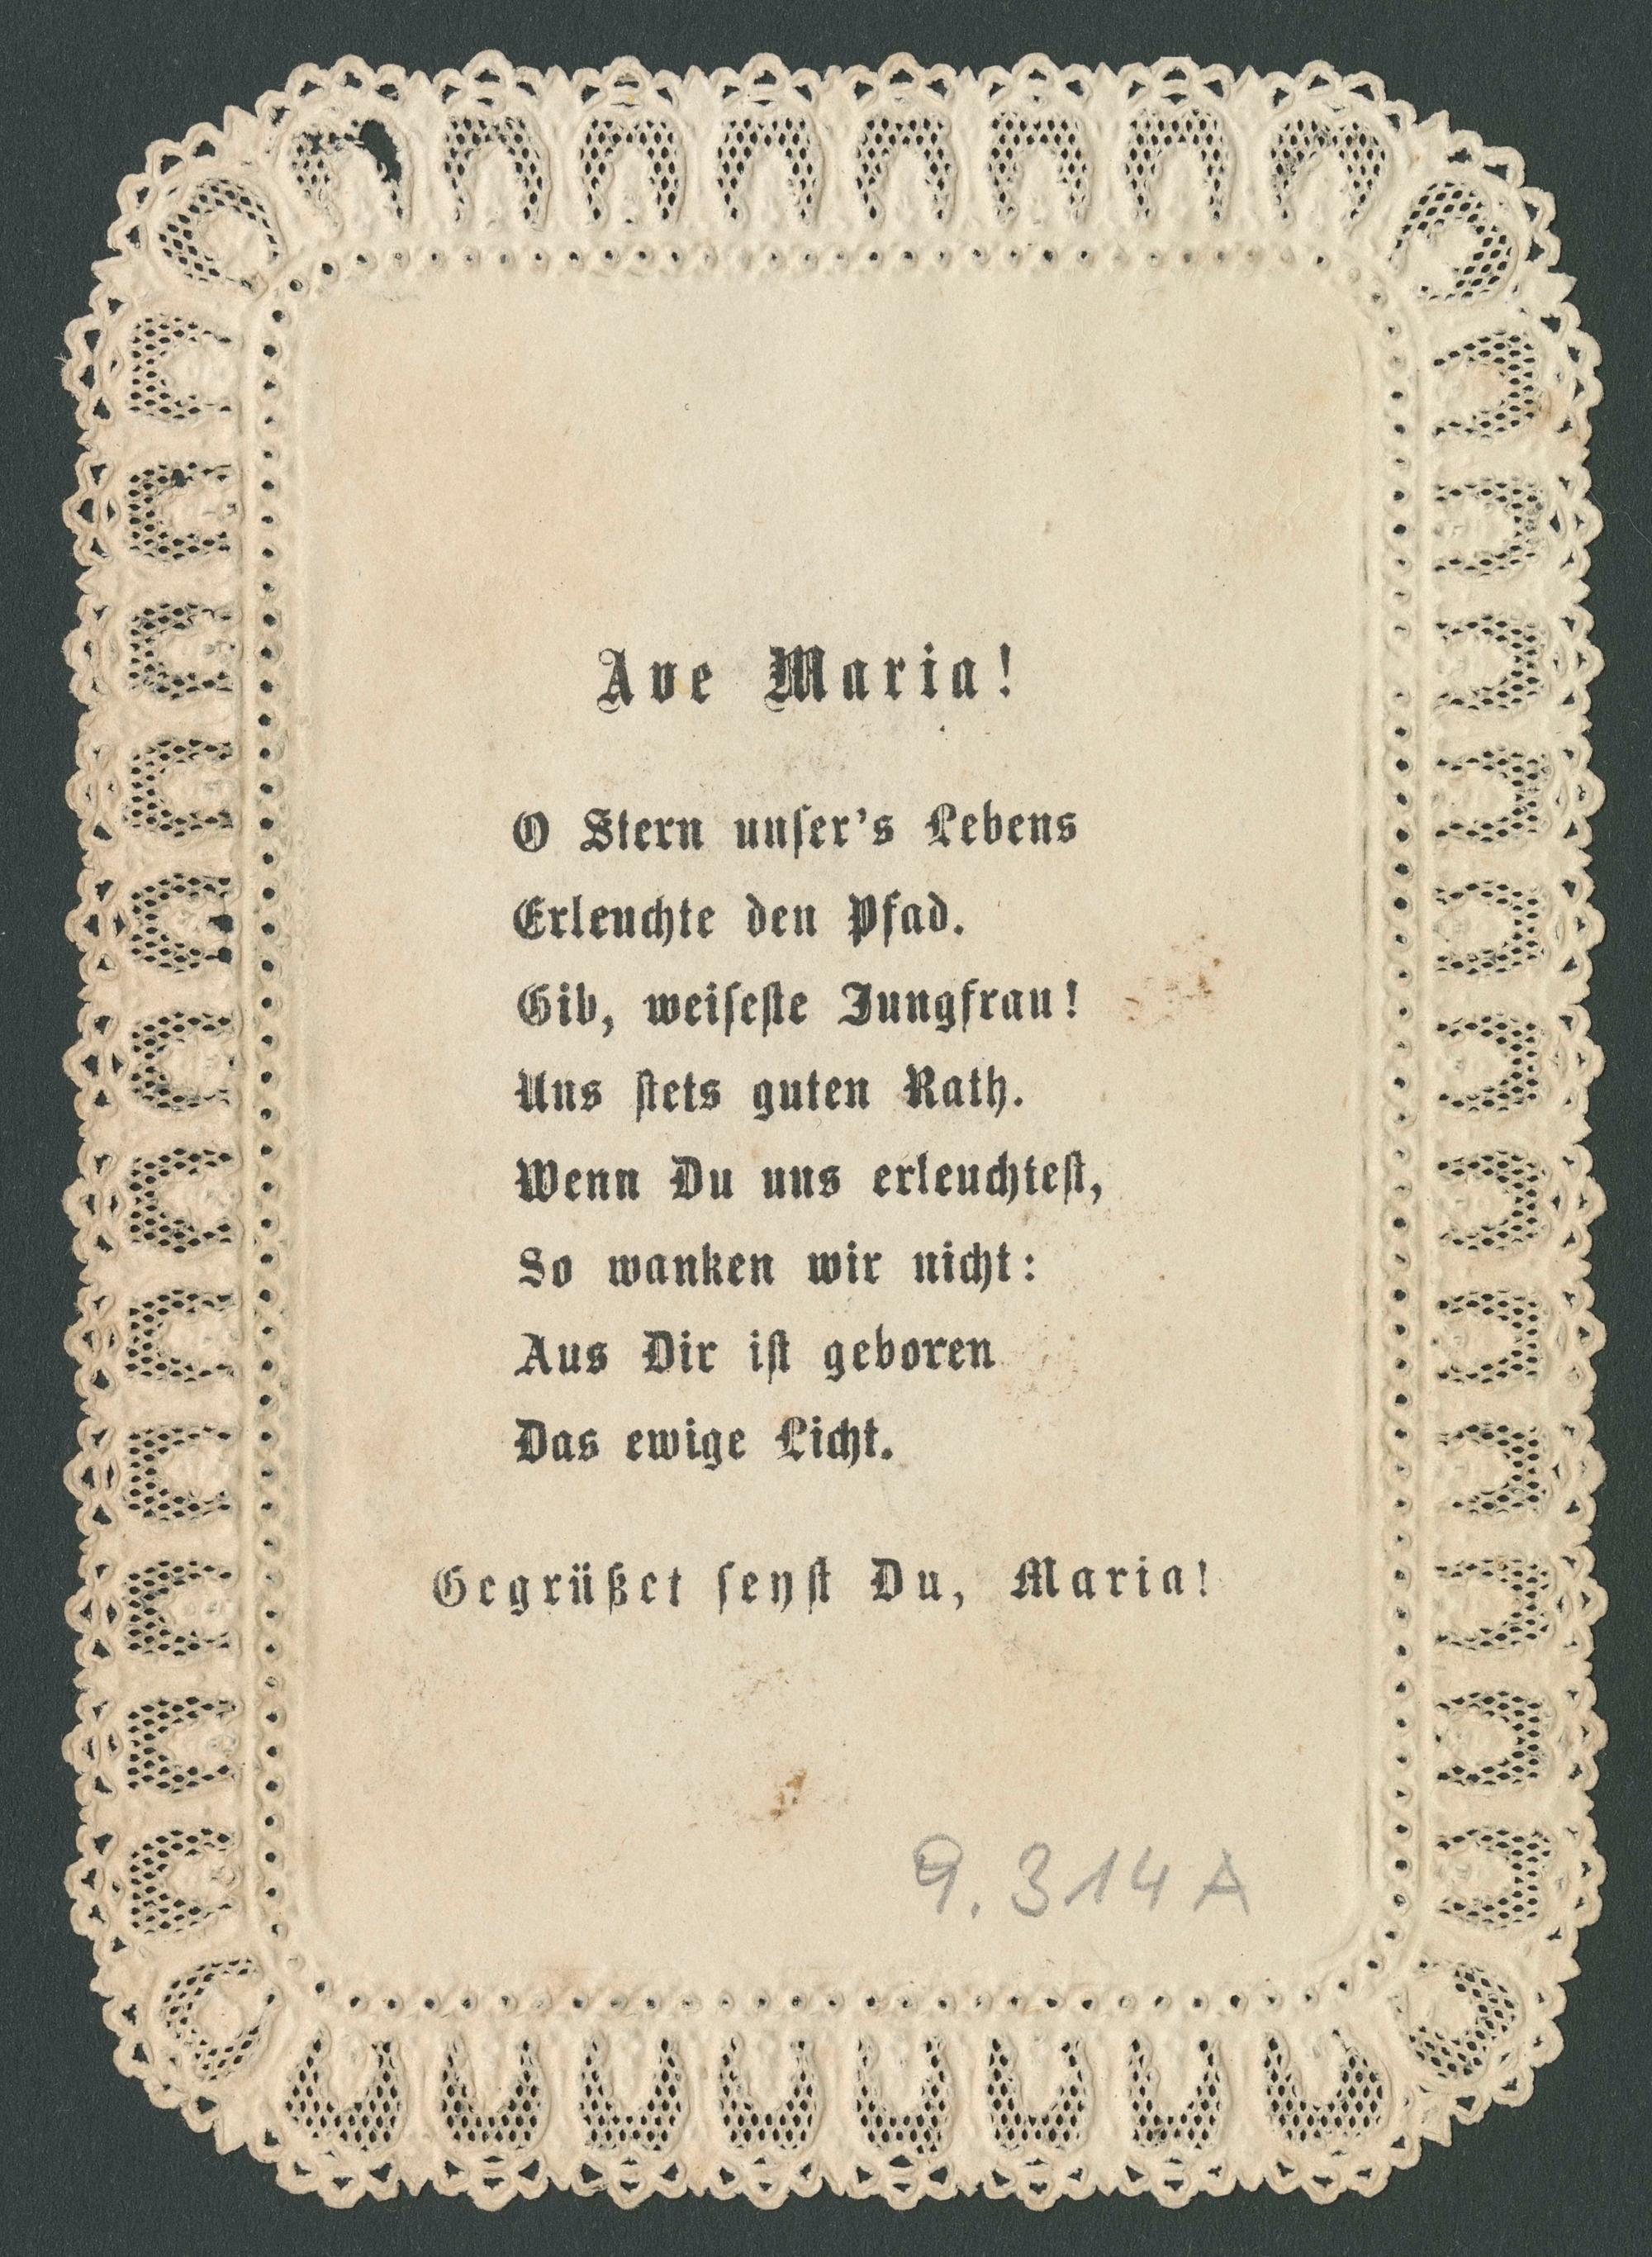 Ave Maria!
O Stern unser's Lebens
Erleuchte den Pfad.
Gib, weiseste Jungfrau!
Uns stets guten Rath.
Wenn Du uns erleuchtest,
So wanken wir nicht:
Aus Dir ist geboren
Das ewige Licht.
Gegrüßet seyst Du, Maria!
9.314A